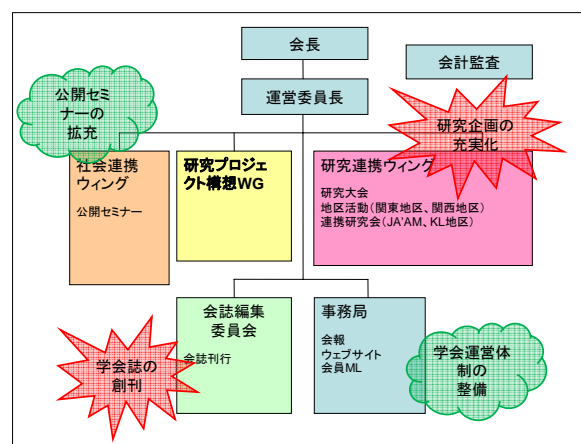 会長
会計監査
運営委員長
公開セミ
ナーの
拡充
研究企画の
充実化
社会連携
ウィング
公開セミナー
研究プロジェ
クト構想WG
研究連携ウィング
研究大会
地区活動(関東地区、関西地区)
連携研究会(JA'AM、KL地区)
会誌編集
委員会
会誌刊行
事務局
会報
ウェブサイト
会員ML
学会誌の
創刊
学会運営体
制の
整備